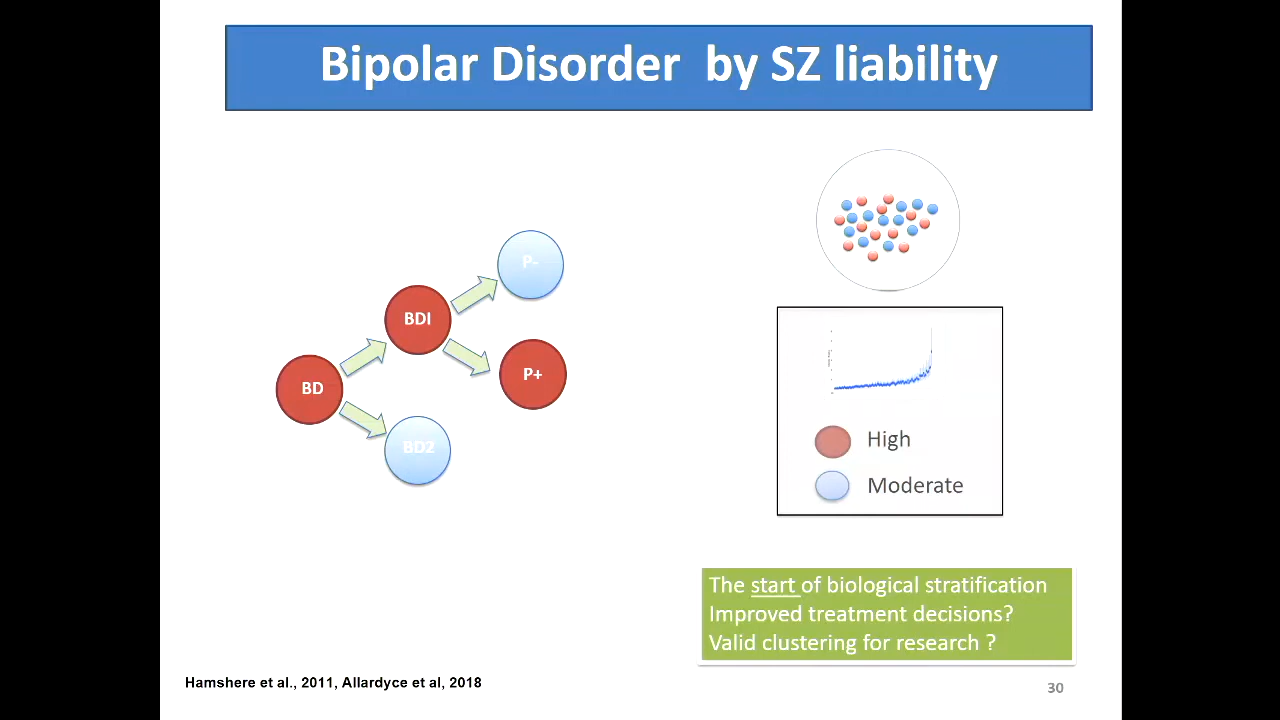 Bipolar Disorder by SZ liability
P-
BDI
P+
BD
BD2
High
Moderate
The start of biological stratification
Improved treatment decisions?
Valid clustering for research ?
Hamshere et al., 2011, Allardyce et al, 2018
30